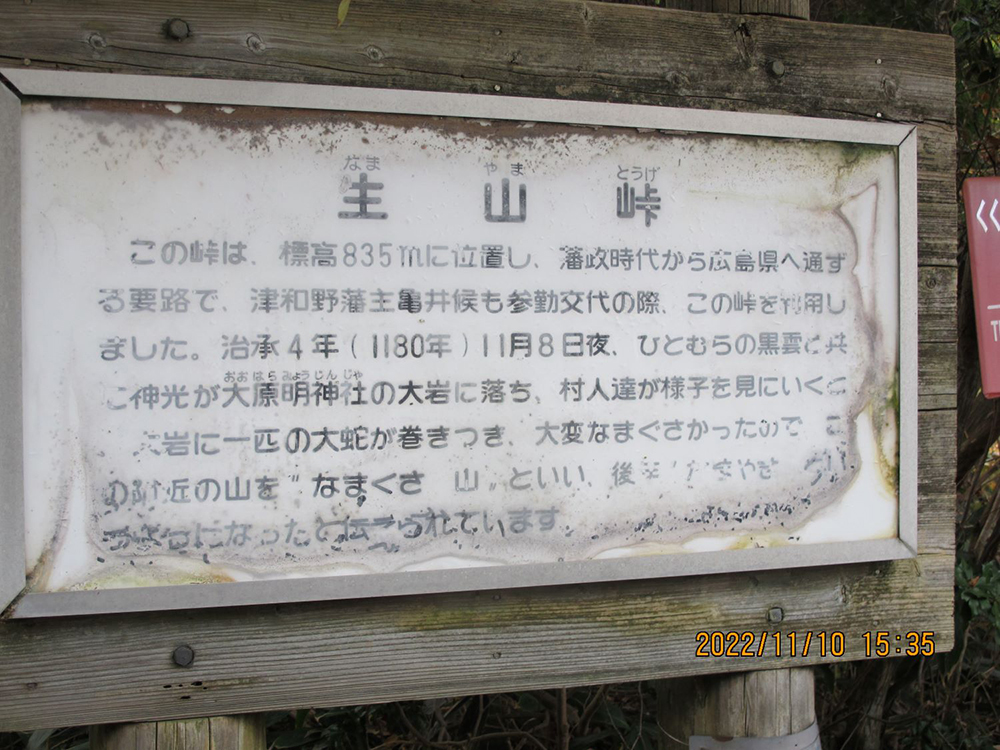 なま やま とうげ
生 山 峠
この峠は、標高835mに位置し、藩政時代から広島県へ通ず
る要路で、津和野藩主亀井候も参勤交代の際、この峠を利用し
ました。治承4年(1180年)11月8日夜、ひとむらの黒雲と共
に神光が大原明神社の大岩に落ち、村人達が様子を見にいくと
おおはらみょうじんじゃ
大岩に一匹の大蛇が巻きつき、大変なまぐさかったのでこ
の附近の山を"なまくさ 山"といい、後年
になったと伝えられています
2022/11/10 15:35